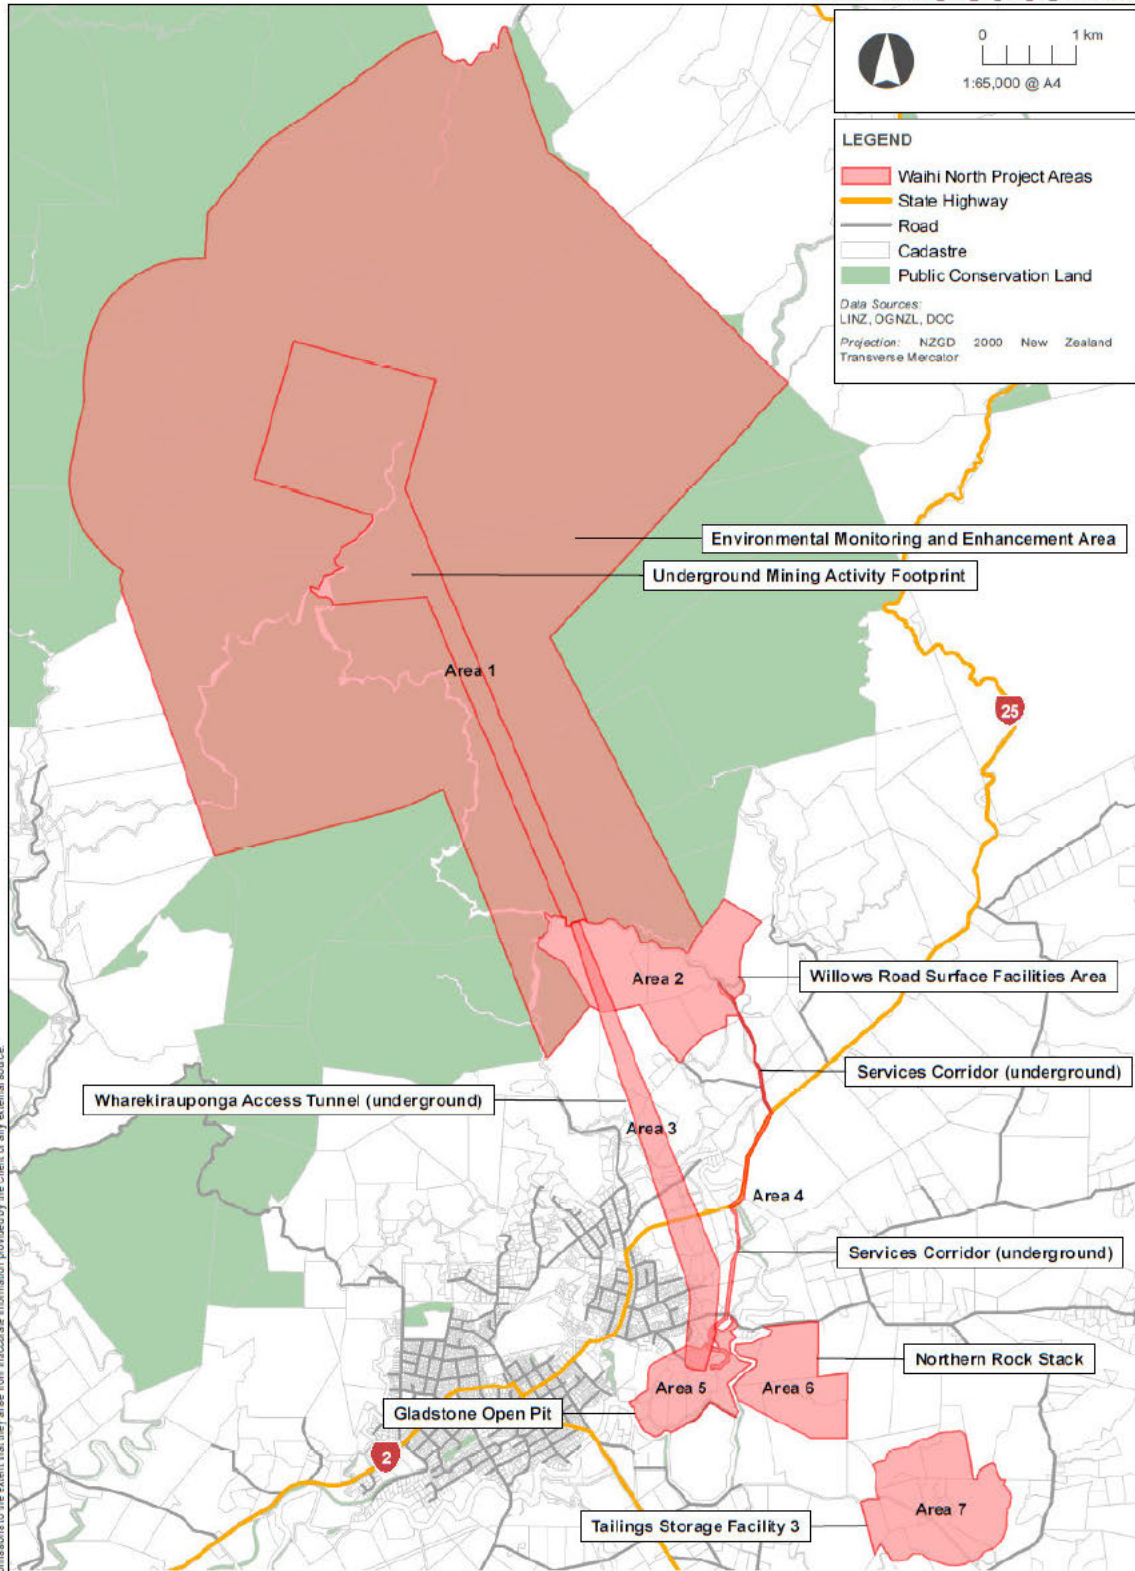 0 1 km
1:65,000 @ A4
LEGEND
Waihi North Project Areas
State Highway
Road
Cadastre
Public Conservation Land
Data Sources:
LINZ, OGNZL, DOC
Projection: NZGD 2000 New Zealand
Transverse Mercator
Environmental Monitoring and Enhancement Area
Underground Mining Activity Footprint
Area 1
25
Area 2
Willows Road Surface Facilities Area
Services Corridor (underground)
Wharekirauponga Access Tunnel (underground)
Area 3
Area 4
Services Corridor (underground)
Northern Rock Stack
Area 5
Area 6
Gladstone Open Pit
2
Area 7
Tailings Storage Facility 3